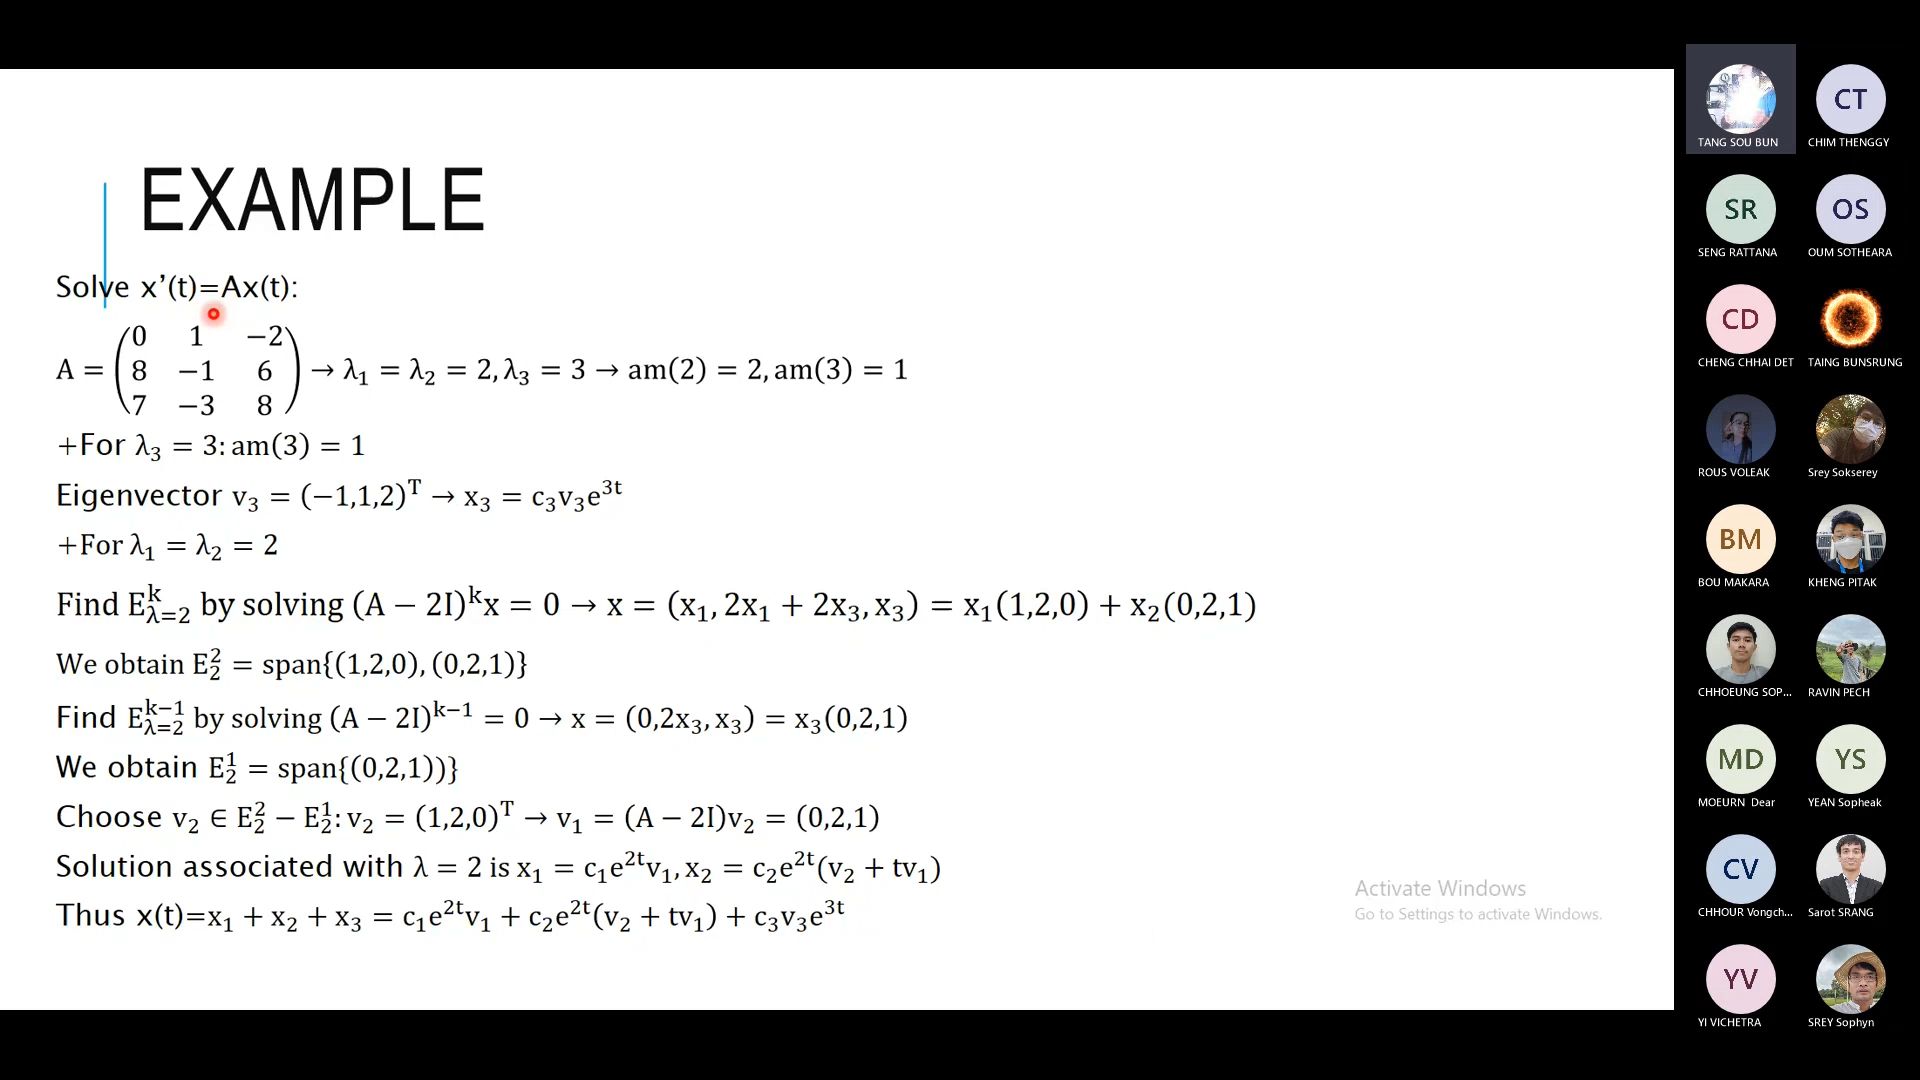 EXAMPLE
Solve x’(t)=Ax(t):
A = (0 1 −2
8 −1 6
7 −3 8) → λ₁ = λ₂ = 2, λ₃ = 3 → am(2) = 2, am(3) = 1
+For λ₃ = 3: am(3) = 1
Eigenvector v₃ = (−1,1,2)ᵀ → x₃ = c₃v₃e³ᵗ
+For λ₁ = λ₂ = 2
Find E^k_{λ=2} by solving (A − 2I)^k x = 0 → x = (x₁, 2x₁ + 2x₃, x₃) = x₁(1,2,0) + x₂(0,2,1)
We obtain E₂² = span{(1,2,0), (0,2,1)}
Find E^{k−1}_{λ=2} by solving (A − 2I)^{k−1} = 0 → x = (0,2x₃, x₃) = x₃(0,2,1)
We obtain E₂¹ = span{(0,2,1))}
Choose v₂ ∈ E₂² − E₂¹: v₂ = (1,2,0)ᵀ → v₁ = (A − 2I)v₂ = (0,2,1)
Solution associated with λ = 2 is x₁ = c₁e²ᵗv₁, x₂ = c₂e²ᵗ(v₂ + tv₁)
Thus x(t)=x₁ + x₂ + x₃ = c₁e²ᵗv₁ + c₂e²ᵗ(v₂ + tv₁) + c₃v₃e³ᵗ
Activate Windows
Go to Settings to activate Windows.
TANG SOU BUN
CT
CHIM THENGGY
SR
SENG RATTANA
OS
OUM SOTHEARA
CD
CHENG CHHAI DET
TAING BUNSRUNG
ROUS VOLEAK
Srey Sokserey
BM
BOU MAKARA
KHENG PITAK
CHHOEUNG SOP...
RAVIN PECH
MD
MOEURN Dear
YS
YEAN Sopheak
CV
CHHOUR Vongch...
Sarot SRANG
YV
YI VICHETRA
SREY Sophyn